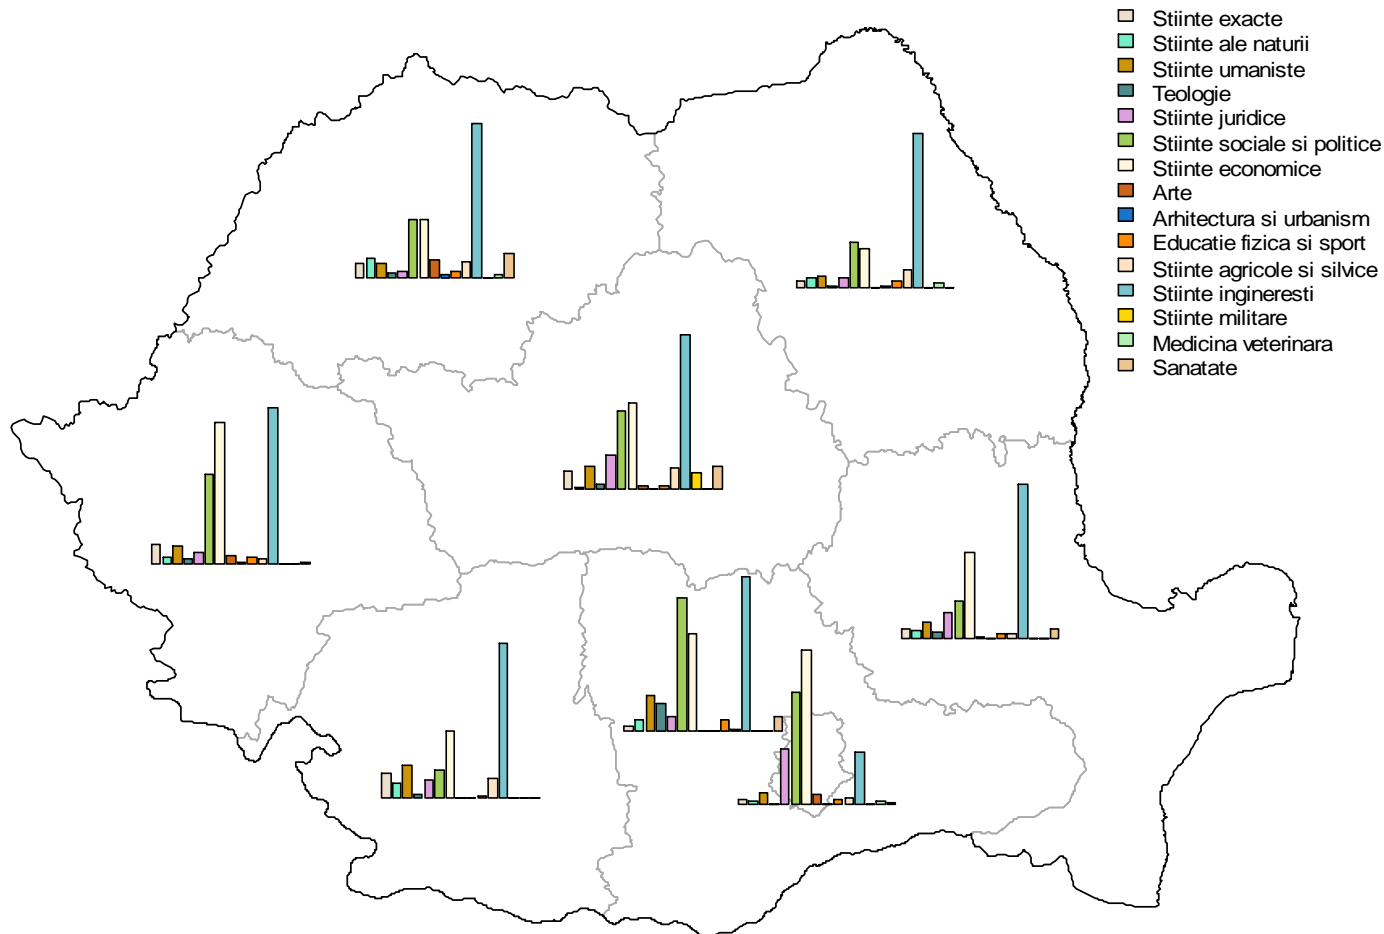 Stiinte exacte
Stiinte ale naturii
Stiinte umaniste
Teologie
Stiinte juridice
Stiinte sociale si politice
Stiinte economice
Arte
Arhitectura si urbanism
Educatie fizica si sport
Stiinte agricole si silvice
Stiinte ingineresti
Stiinte militare
Medicina veterinara
Sanatate